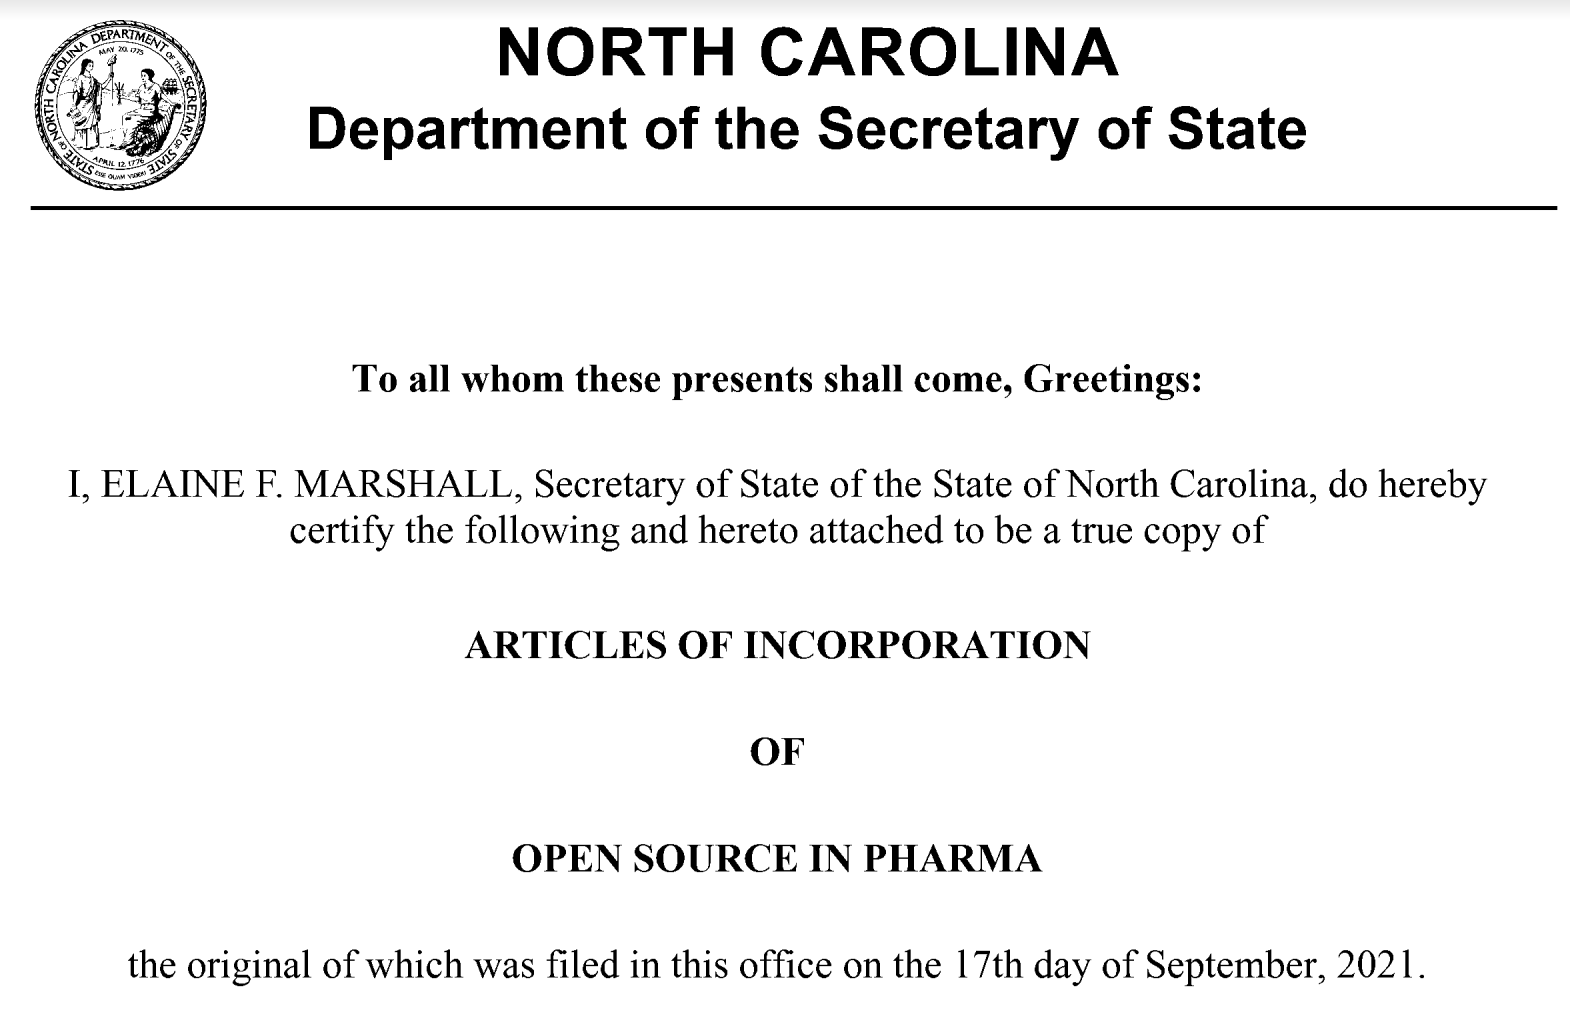 STATE OF NORTH CAROLINA DEPARTMENT OF THE SECRETARY OF STATE
MAY 20, 1775
APRIL 12, 1776
ESSE QUAM VIDERI
NORTH CAROLINA
Department of the Secretary of State
To all whom these presents shall come, Greetings:
I, ELAINE F. MARSHALL, Secretary of State of the State of North Carolina, do hereby
certify the following and hereto attached to be a true copy of
ARTICLES OF INCORPORATION
OF
OPEN SOURCE IN PHARMA
the original of which was filed in this office on the 17th day of September, 2021.